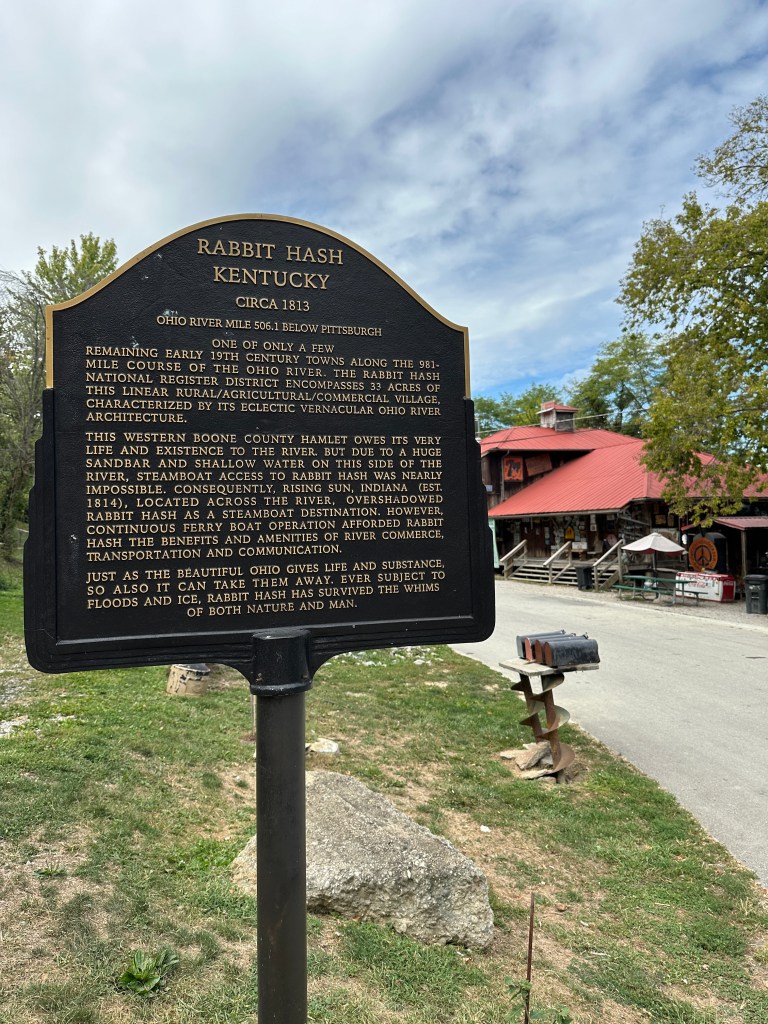 RABBIT HASH
KENTUCKY
CIRCA 1813
OHIO RIVER MILE 506.1 BELOW PITTSBURGH
ONE OF ONLY A FEW
REMAINING EARLY 19TH CENTURY TOWNS ALONG THE 981-
MILE COURSE OF THE OHIO RIVER. THE RABBIT HASH
NATIONAL REGISTER DISTRICT ENCOMPASSES 33 ACRES OF
THIS LINEAR RURAL/AGRICULTURAL/COMMERCIAL VILLAGE,
CHARACTERIZED BY ITS ECLECTIC VERNACULAR OHIO RIVER
ARCHITECTURE.
THIS WESTERN BOONE COUNTY HAMLET OWES ITS VERY
LIFE AND EXISTENCE TO THE RIVER. BUT DUE TO A HUGE
SANDBAR AND SHALLOW WATER ON THIS SIDE OF THE
RIVER, STEAMBOAT ACCESS TO RABBIT HASH WAS NEARLY
IMPOSSIBLE. CONSEQUENTLY, RISING SUN, INDIANA (EST.
1814), LOCATED ACROSS THE RIVER, OVERSHADOWED
RABBIT HASH AS A STEAMBOAT DESTINATION. HOWEVER,
CONTINUOUS FERRY BOAT OPERATION AFFORDED RABBIT
HASH THE BENEFITS AND AMENITIES OF RIVER COMMERCE,
TRANSPORTATION AND COMMUNICATION.
JUST AS THE BEAUTIFUL OHIO GIVES LIFE AND SUBSTANCE,
SO ALSO IT CAN TAKE THEM AWAY. EVER SUBJECT TO
FLOODS AND ICE, RABBIT HASH HAS SURVIVED THE WHIMS
OF BOTH NATURE AND MAN.